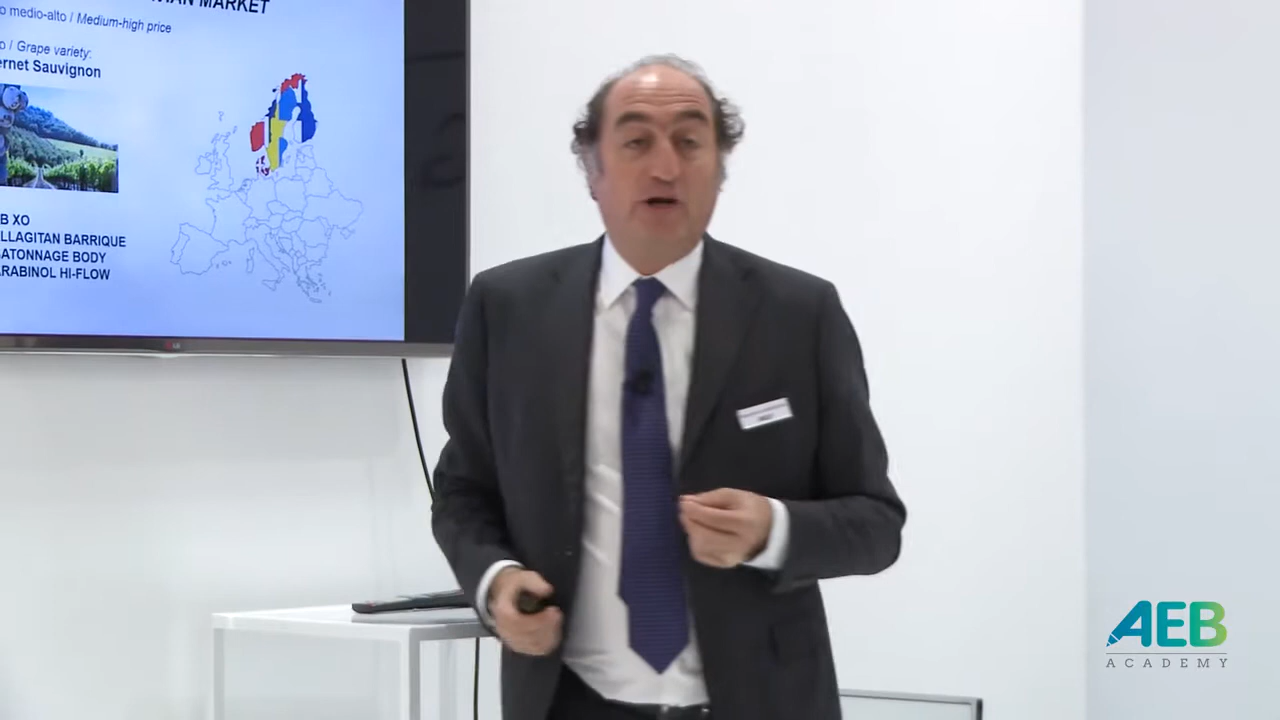 MARKET
o medio-alto / Medium-high price
o / Grape variety:
ernet Sauvignon
B XO
LLAGITAN BARRIQUE
ATONNAGE BODY
RABINOL HI-FLOW
LG
AEB
ACADEMY